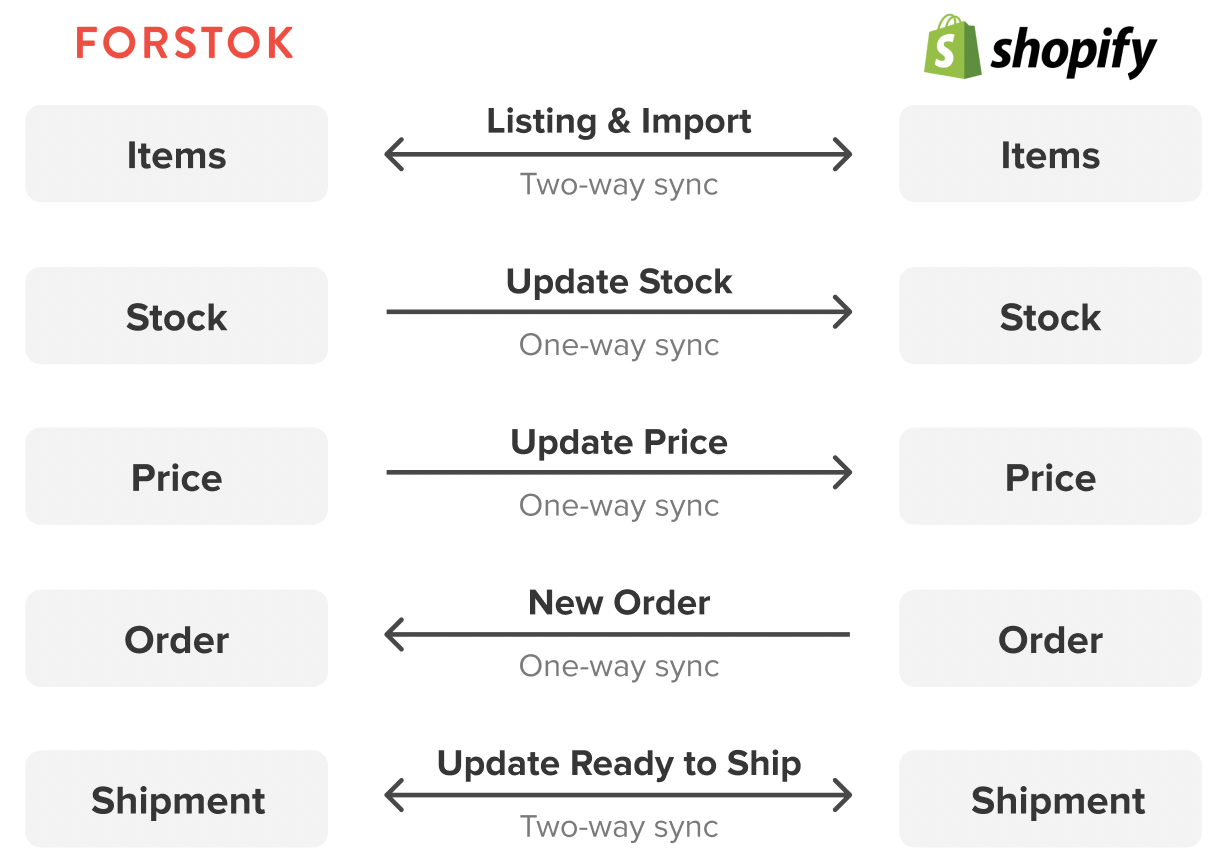 FORSTOK
shopify
Items
Listing & Import
Two-way sync
Items
Stock
Update Stock
One-way sync
Stock
Price
Update Price
One-way sync
Price
Order
New Order
One-way sync
Order
Shipment
Update Ready to Ship
Two-way sync
Shipment